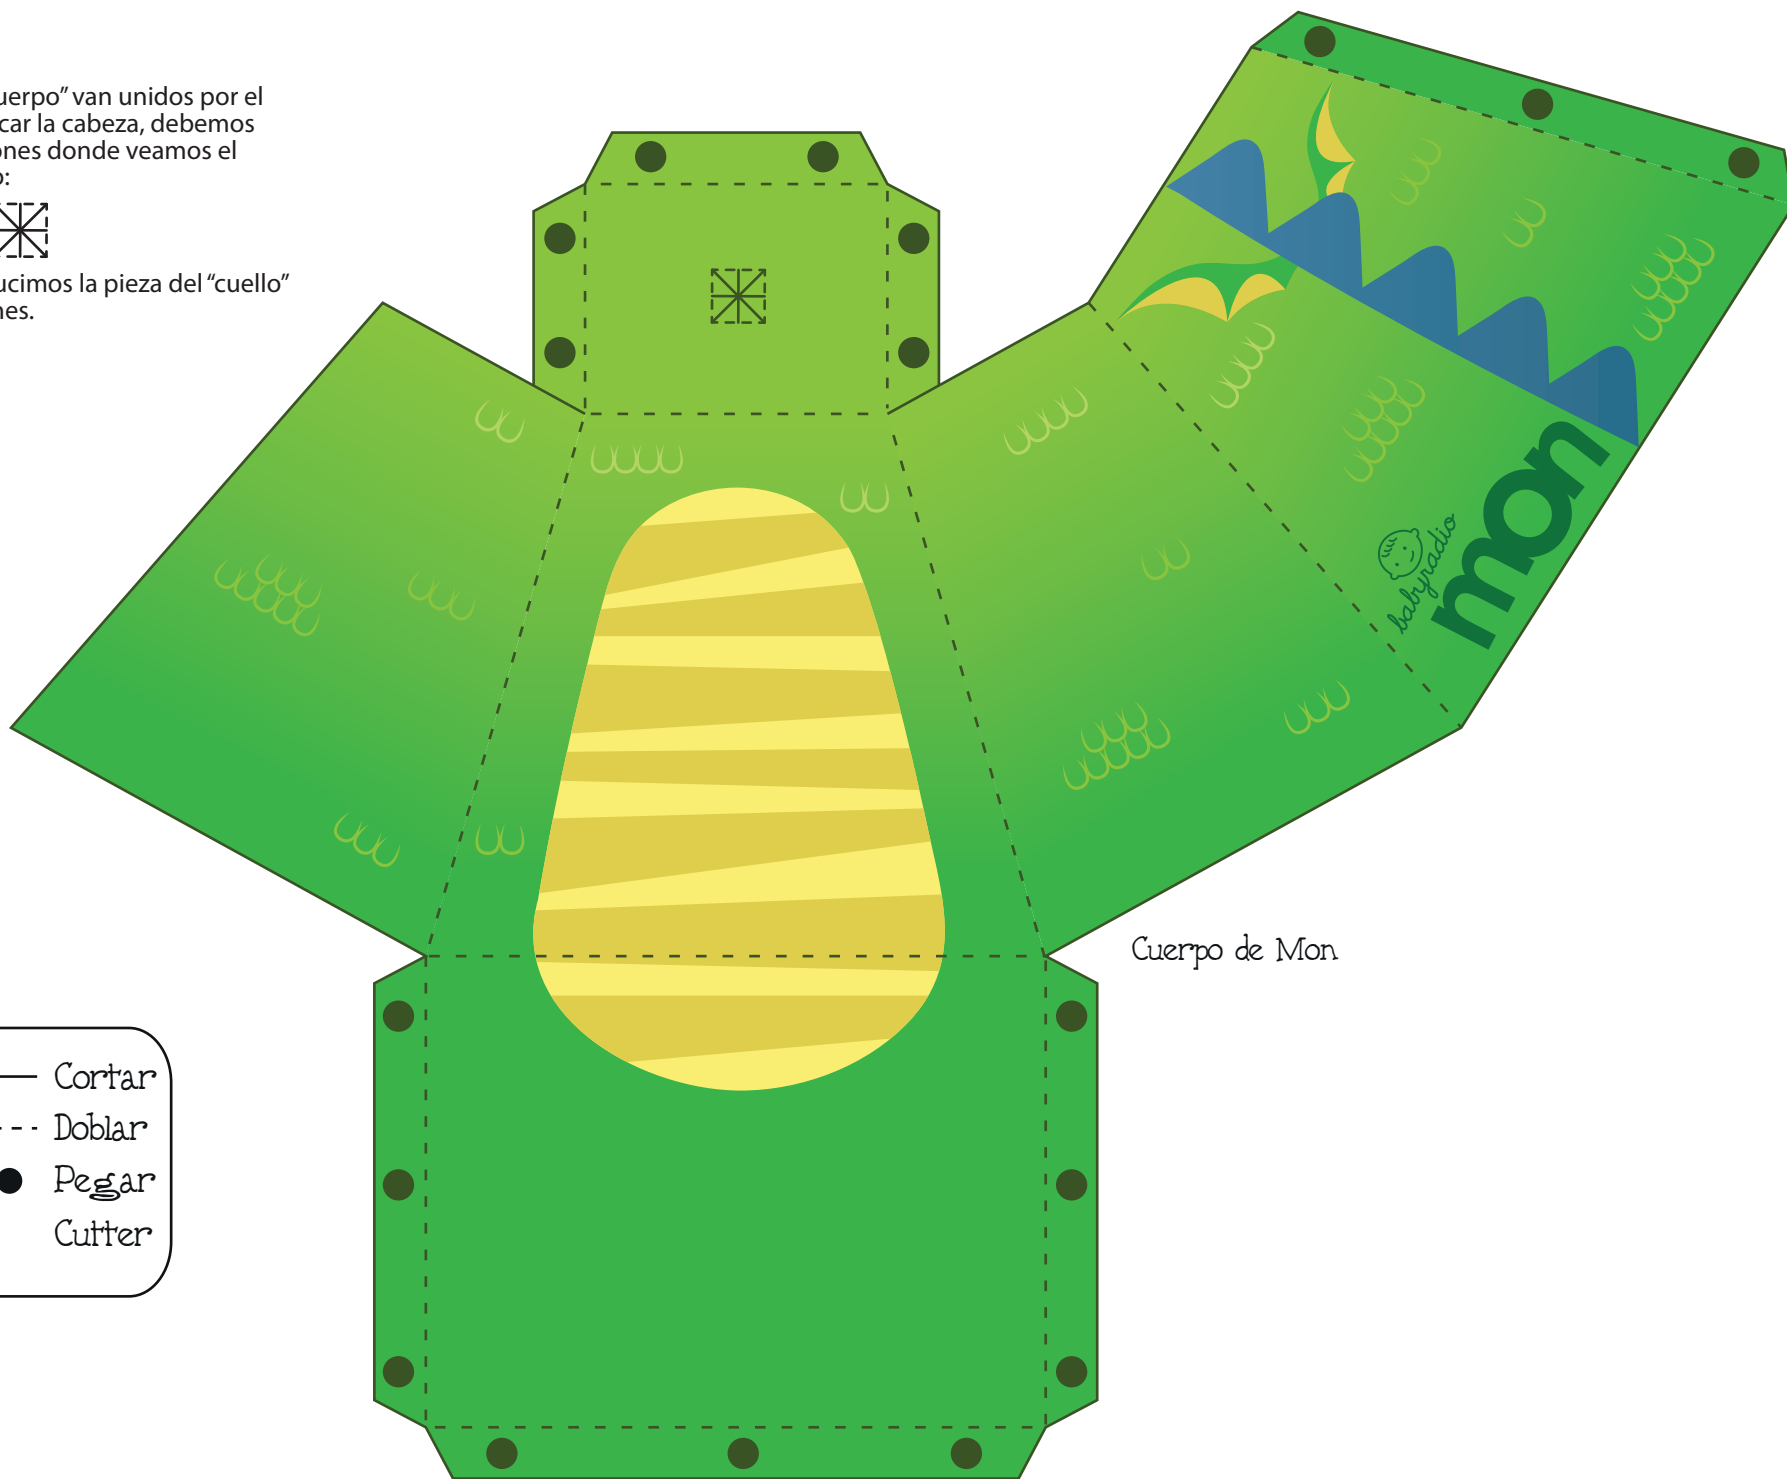 uerpo” van unidos por el
car la cabeza, debemos
ones donde veamos el
o:
ucimos la pieza del “cuello”
nes.
babyradio
mon
Cuerpo de Mon
Cortar
Doblar
Pegar
Cutter